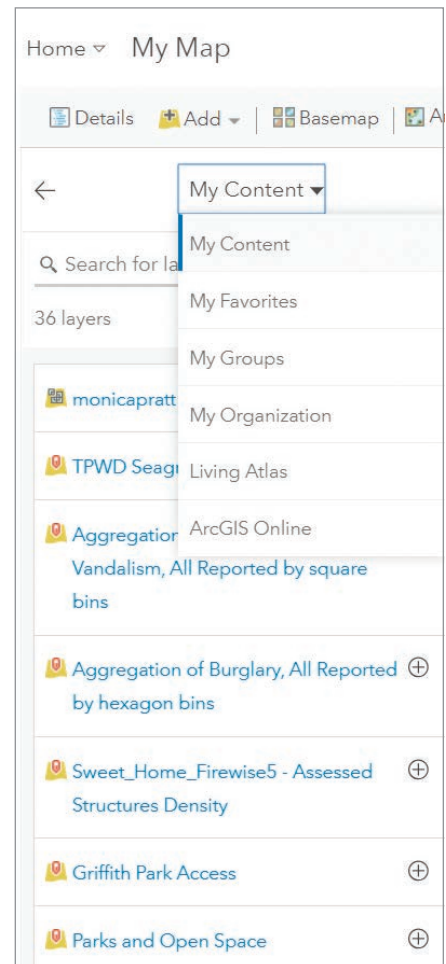 Home My Map
Details Add Basemap
My Content
Search for
36 layers
My Content
My Favorites
My Groups
My Organization
Living Atlas
ArcGIS Online
monicapratt
TPWD
Aggregation
Vandalism, All Reported by square
bins
Aggregation of Burglary, All Reported
by hexagon bins
Sweet_Home_Firewise5 - Assessed
Structures Density
Griffith Park Access
Parks and Open Space